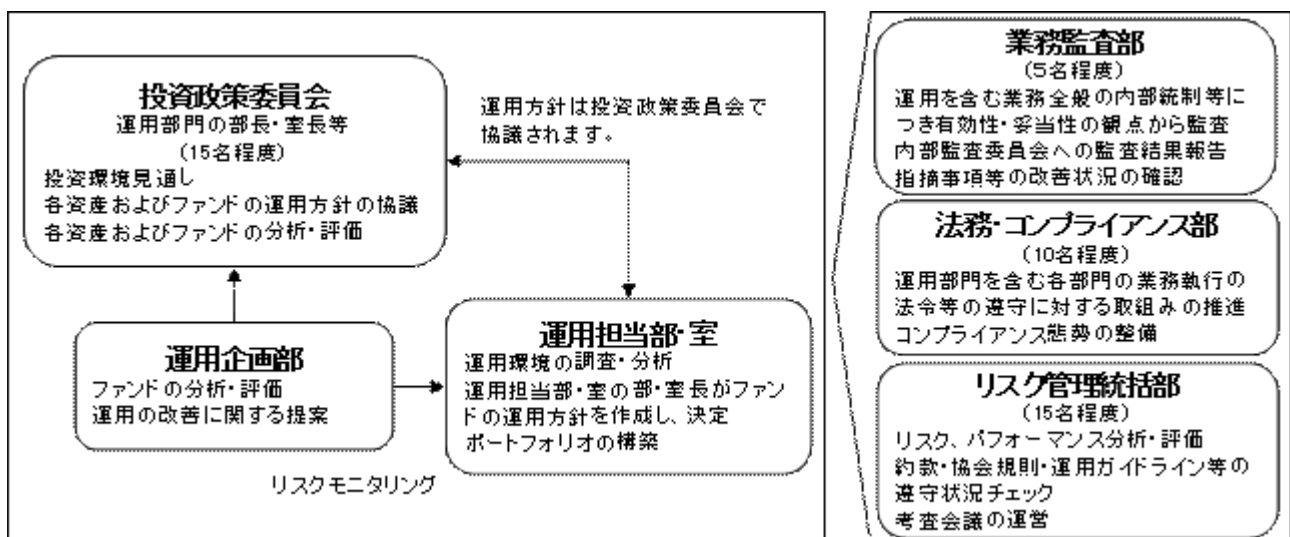 投資政策委員会
運用部門の部長・室長等
(15名程度)
投資環境見通し
各資産およびファンドの運用方針の協議
各資産およびファンドの分析・評価
運用方針は投資政策委員会で
協議されます。
運用企画部
ファンドの分析・評価
運用の改善に関する提案
運用担当部・室
運用環境の調査・分析
運用担当部・室の部・室長がファン
ドの運用方針を作成し、決定
ポートフォリオの構築
リスクモニタリング
業務監査部
(5名程度)
運用を含む業務全般の内部統制等に
つき有効性・妥当性の観点から監査
内部監査委員会への監査結果報告
指摘事項等の改善状況の確認
法務・コンプライアンス部
(10名程度)
運用部門を含む各部門の業務執行の
法令等の遵守に対する取組みの推進
コンプライアンス態勢の整備
リスク管理統括部
(15名程度)
リスク、パフォーマンス分析・評価
約款・協会規則・運用ガイドライン等の
遵守状況チェック
考査会議の運営